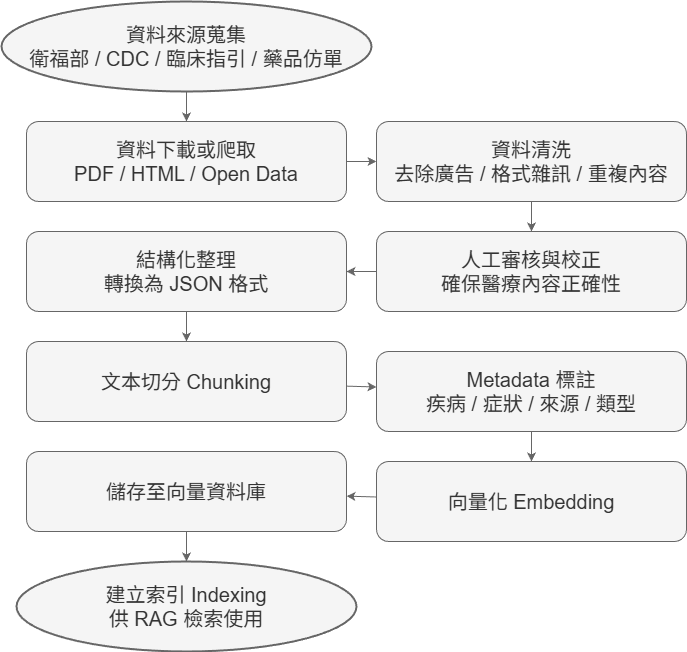 資料來源蒐集
衛福部 / CDC / 臨床指引 / 藥品仿單
資料下載或爬取
PDF / HTML / Open Data
資料清洗
去除廣告 / 格式雜訊 / 重複內容
人工審核與校正
確保醫療內容正確性
結構化整理
轉換為 JSON 格式
文本切分 Chunking
Metadata 標註
疾病 / 症狀 / 來源 / 類型
向量化 Embedding
儲存至向量資料庫
建立索引 Indexing
供 RAG 檢索使用